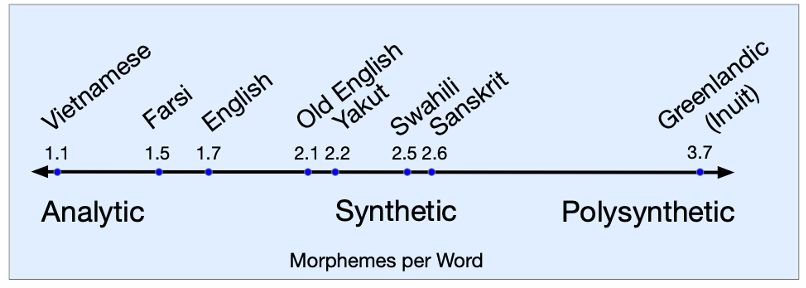 Vietnamese
Farsi
English
Old English
Yakut
Swahili
Sanskrit
Greenlandic
(Inuit)
1.1
1.5
1.7
2.1
2.2
2.5
2.6
3.7
Analytic
Synthetic
Polysynthetic
Morphemes per Word